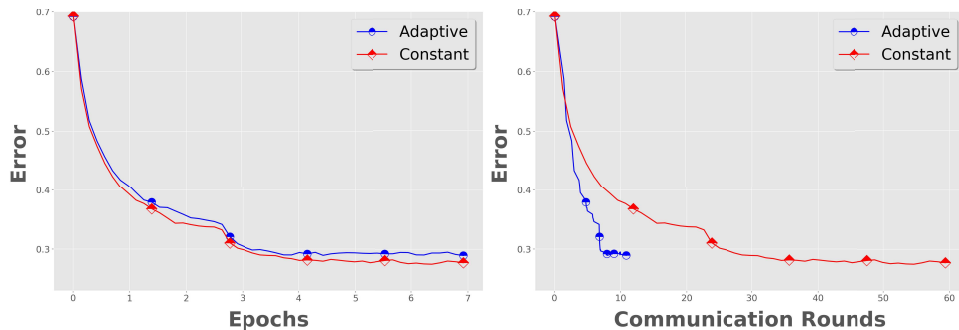 0.7
0.6
0.5
0.4
0.3
Error
0 1 2 3 4 5 6 7
Epochs
Adaptive
Constant
0.7
0.6
0.5
0.4
0.3
Error
0 10 20 30 40 50 60
Communication Rounds
Adaptive
Constant